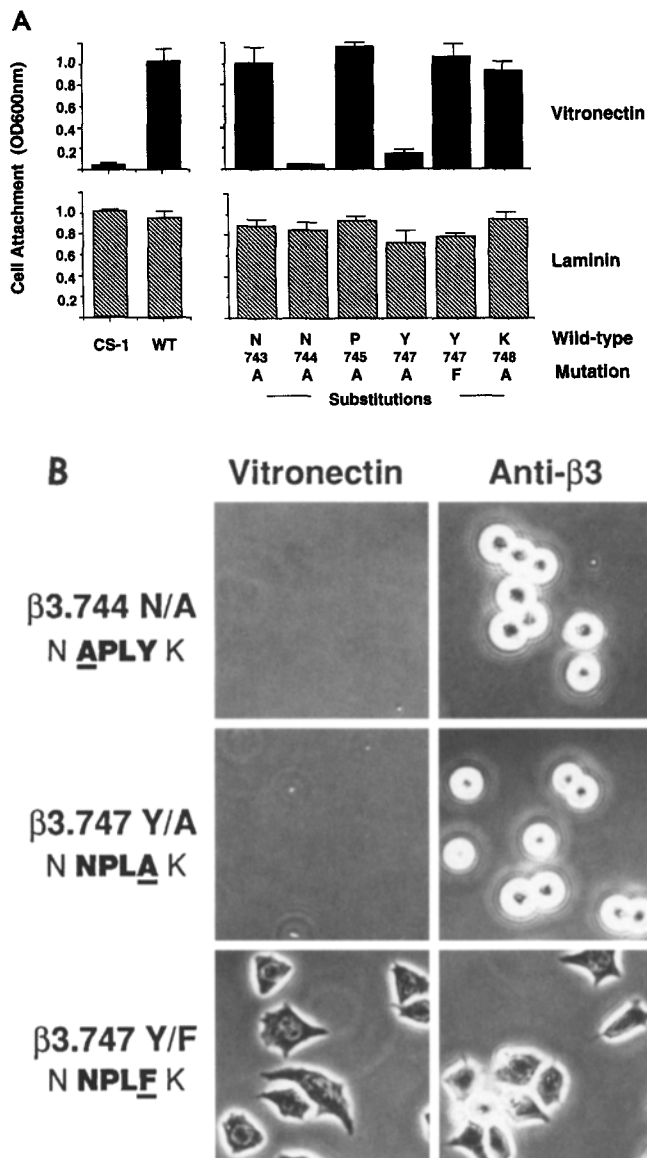 A
Cell Attachment (OD600nm)
1.0
0.8
0.6
0.4
0.2
Vitronectin
1.0
0.8
0.6
0.4
0.2
Laminin
CS-1 WT
N N P Y Y K Wild-type
743 744 745 747 747 748
A A A A F A Mutation
Substitutions
B
Vitronectin Anti-β3
β3.744 N/A
N APLY K
β3.747 Y/A
N NPLA K
β3.747 Y/F
N NPLF K